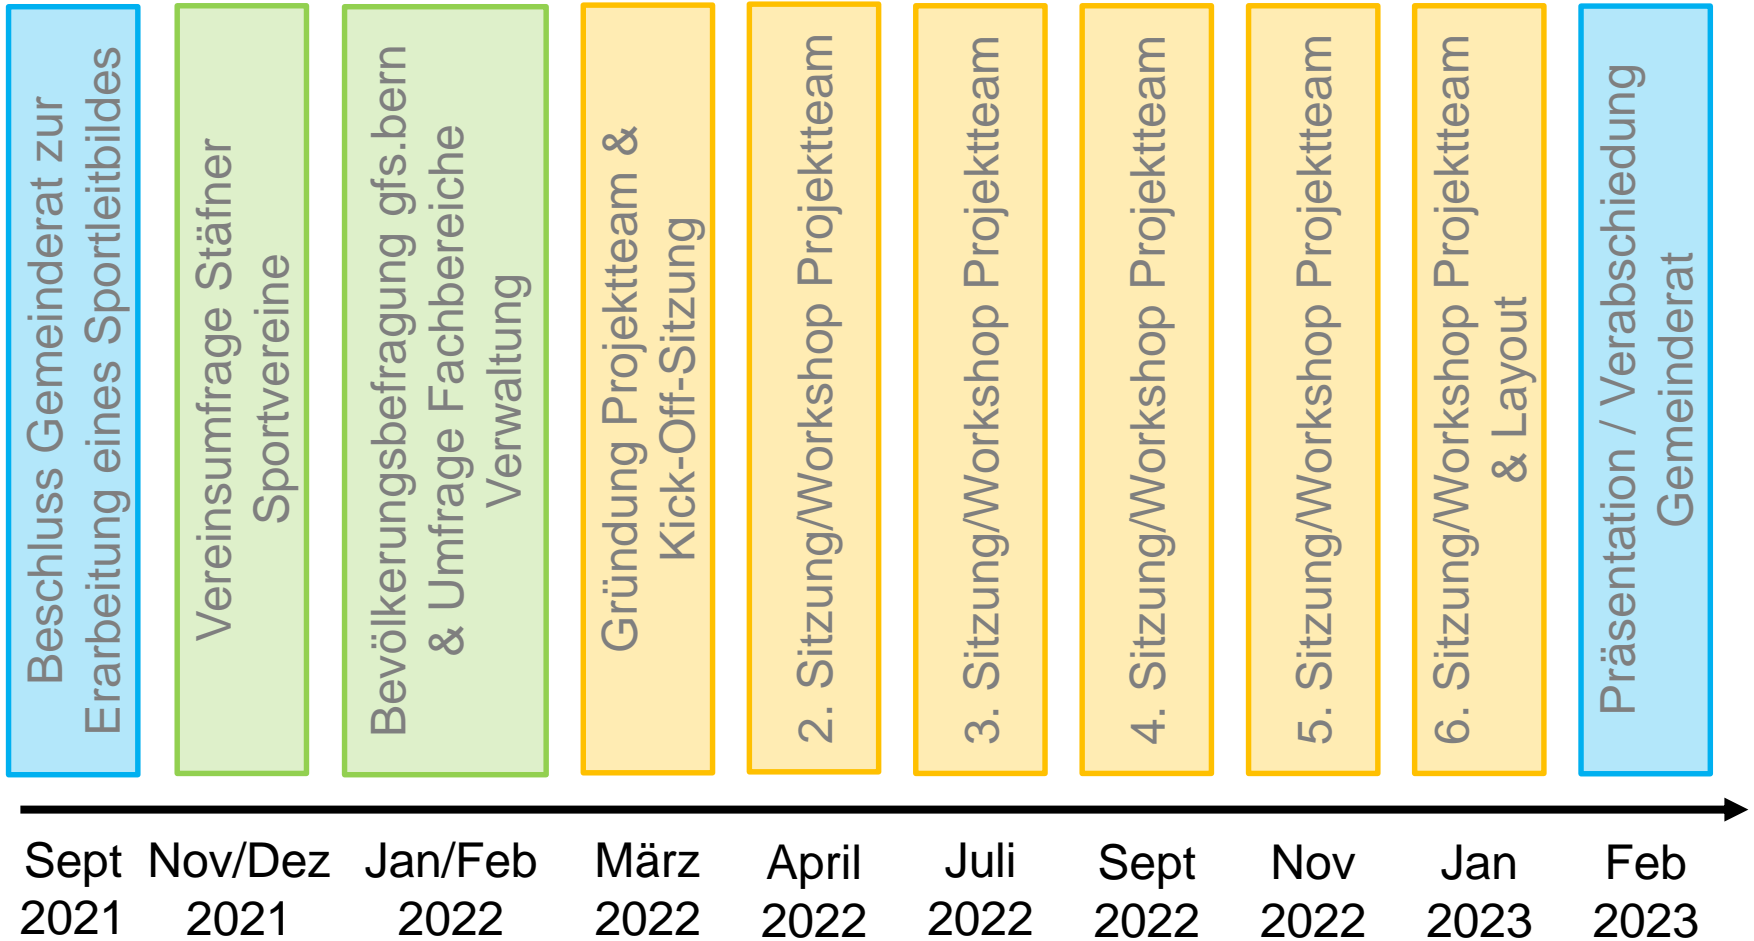 Beschluss Gemeinderat zur
Erarbeitung eines Sportleitbildes
Vereinsumfrage Stäfner
Sportvereine
Bevölkerungsbefragung gfs.bern
& Umfrage Fachbereiche
Verwaltung
Gründung Projektteam &
Kick-Off-Sitzung
2. Sitzung/Workshop Projektteam
3. Sitzung/Workshop Projektteam
4. Sitzung/Workshop Projektteam
5. Sitzung/Workshop Projektteam
6. Sitzung/Workshop Projektteam
& Layout
Präsentation / Verabschiedung
Gemeinderat
Sept
2021
Nov/Dez
2021
Jan/Feb
2022
März
2022
April
2022
Juli
2022
Sept
2022
Nov
2022
Jan
2023
Feb
2023